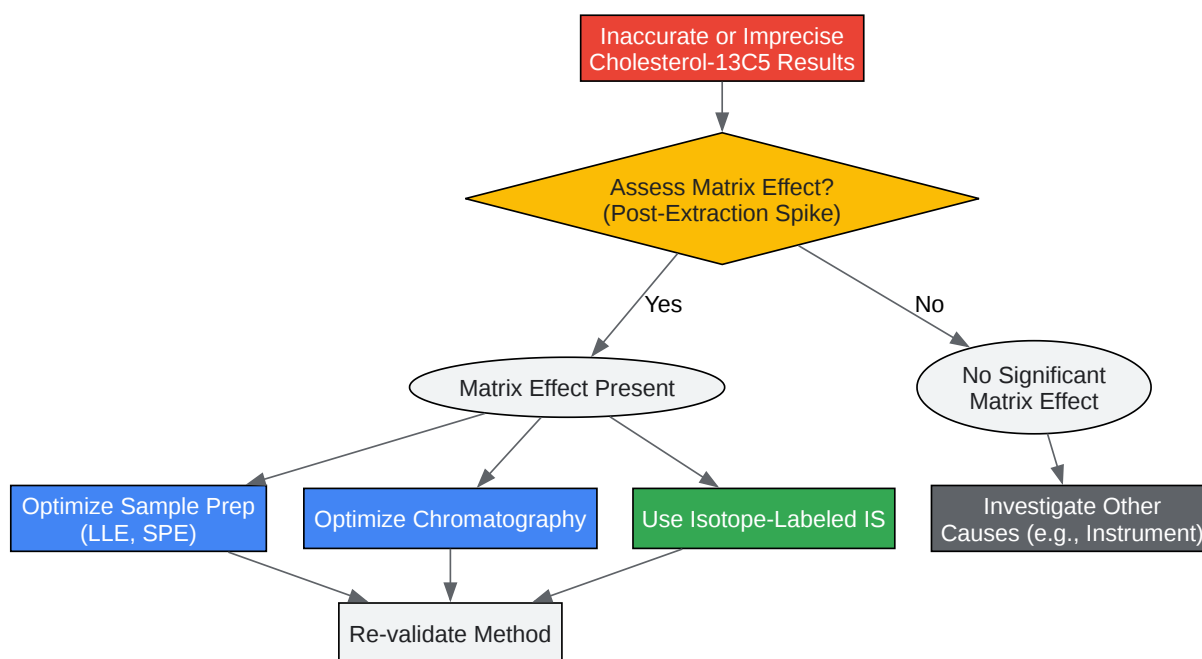 Inaccurate or Imprecise
Cholesterol-13C5 Results
Assess Matrix Effect?
(Post-Extraction Spike)
Yes
No
Matrix Effect Present
No Significant
Matrix Effect
Optimize Sample Prep
(LLE, SPE)
Optimize Chromatography
Use Isotope-Labeled IS
Investigate Other
Causes (e.g., Instrument)
Re-validate Method